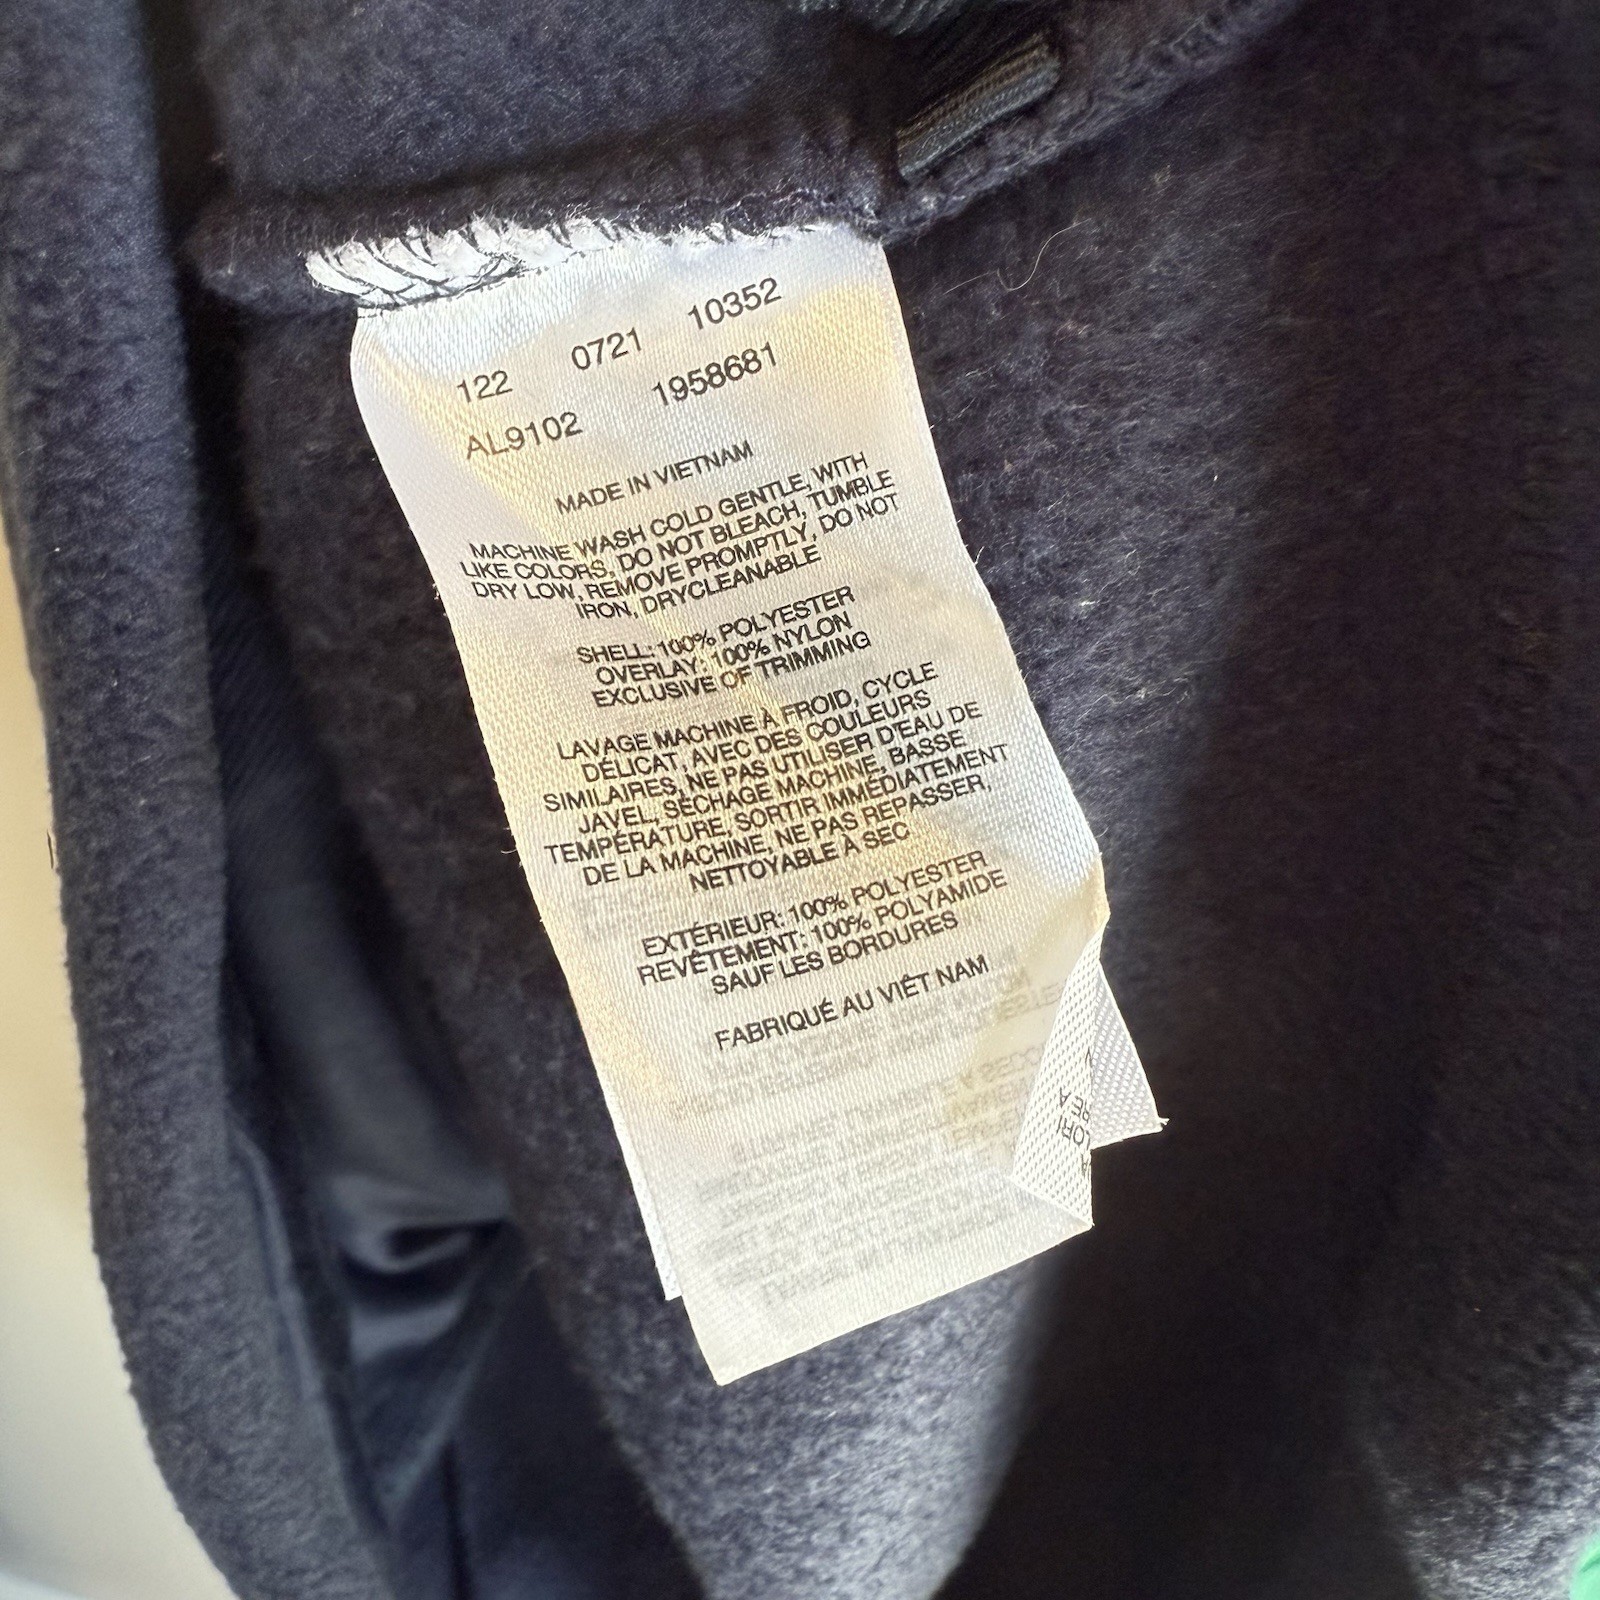 122 0721 10352
AL9102 1958681
MADE IN VIETNAM
MACHINE WASH COLD GENTLE, WITH
LIKE COLORS, DO NOT BLEACH, TUMBLE
DRY LOW, REMOVE PROMPTLY, DO NOT
IRON, DRYCLEANABLE
SHELL: 100% POLYESTER
OVERLAY: 100% NYLON
EXCLUSIVE OF TRIMMING
LAVAGE MACHINE À FROID, CYCLE
DÉLICAT, AVEC DES COULEURS
SIMILAIRES, NE PAS UTILISER D'EAU DE
JAVEL, SÉCHAGE MACHINE, BASSE
TEMPÉRATURE, SORTIR IMMÉDIATEMENT
DE LA MACHINE, NE PAS REPASSER,
NETTOYABLE À SEC
EXTÉRIEUR: 100% POLYESTER
REVÊTEMENT: 100% POLYAMIDE
SAUF LES BORDURES
FABRIQUÉ AU VIÊT NAM